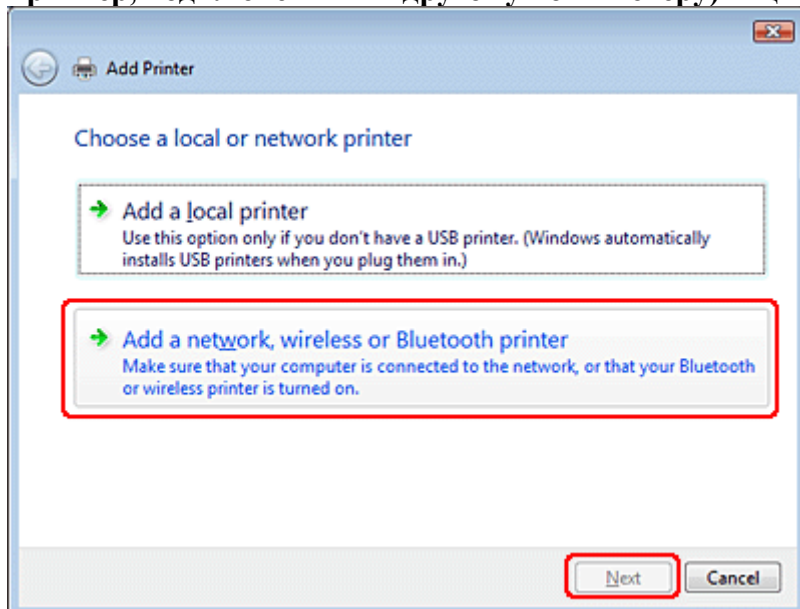 Add Printer
Choose a local or network printer
Add a local printer
Use this option only if you don't have a USB printer. (Windows automatically
installs USB printers when you plug them in.)
Add a network, wireless or Bluetooth printer
Make sure that your computer is connected to the network, or that your Bluetooth
or wireless printer is turned on.
Next
Cancel